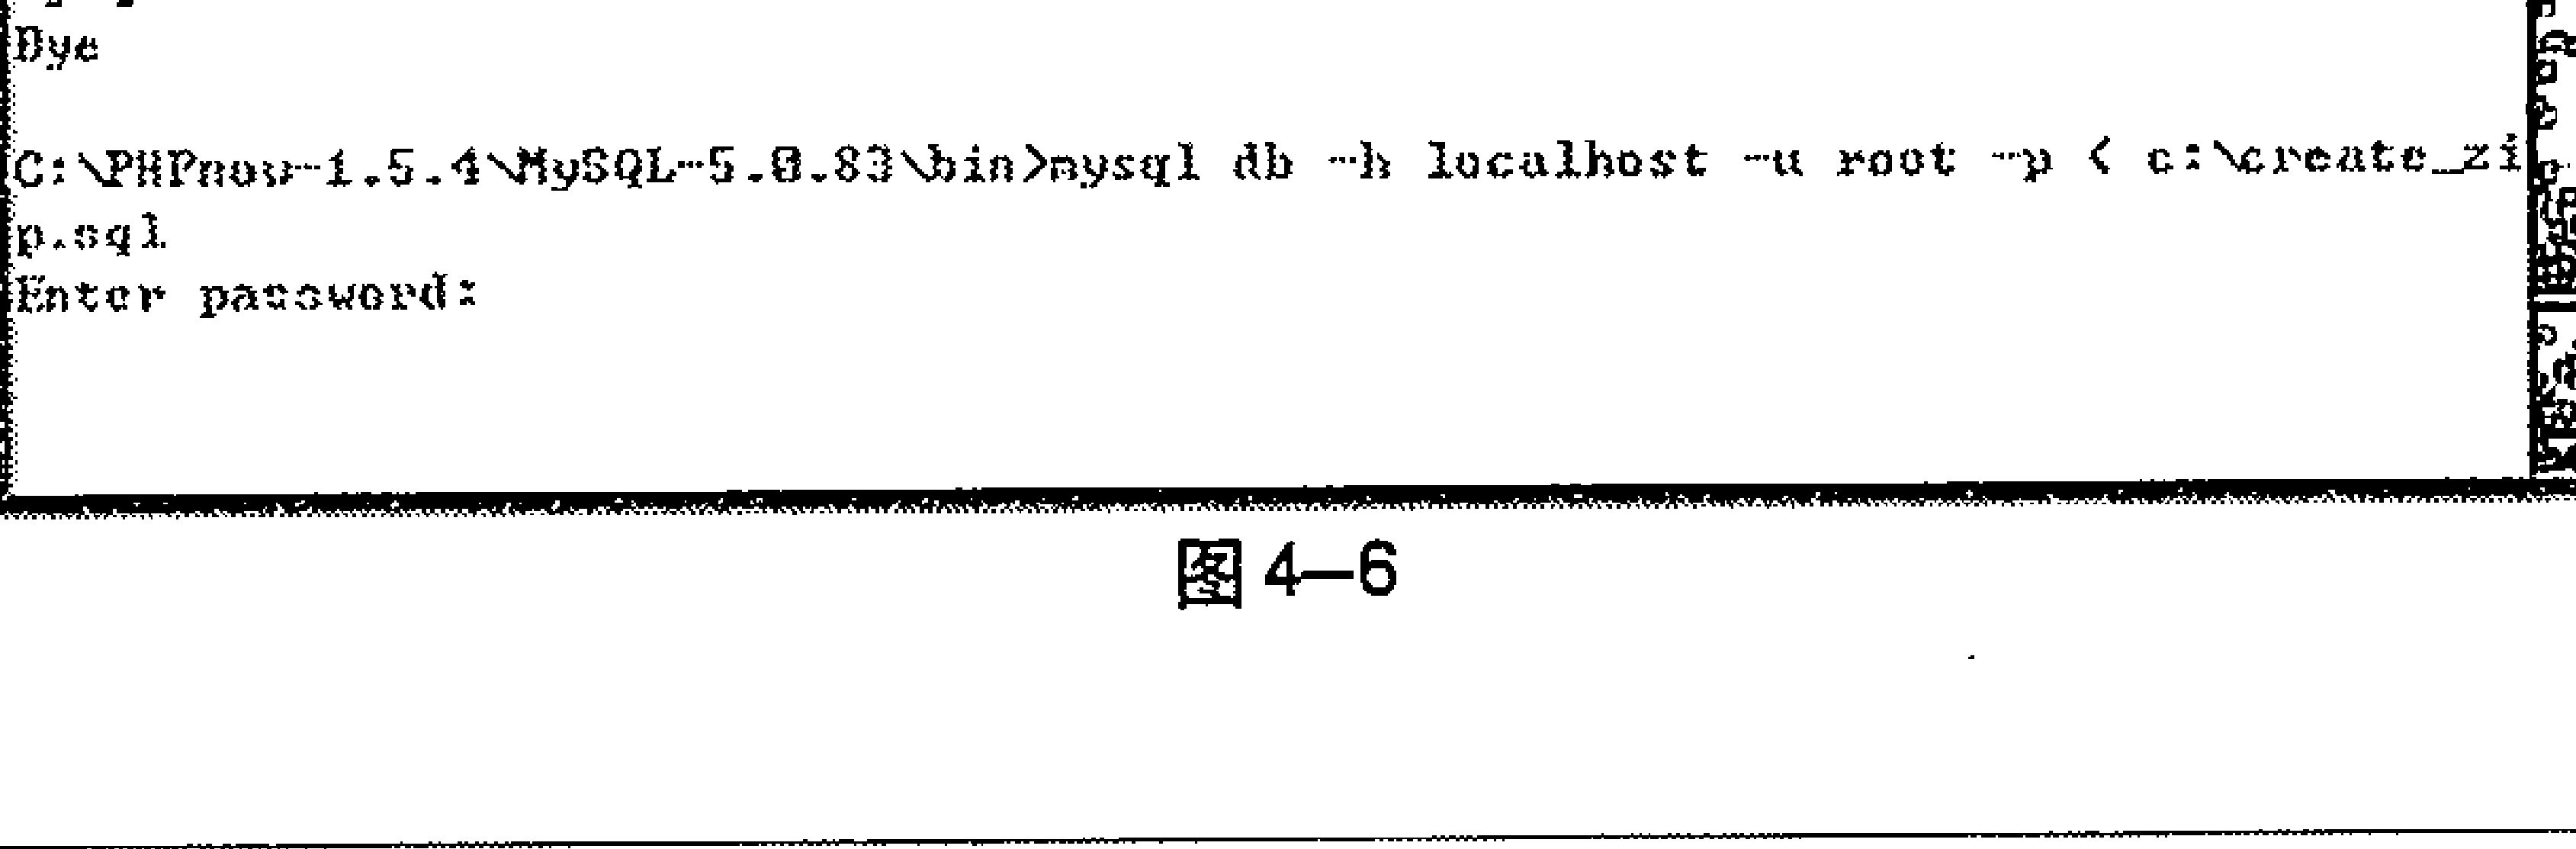 Bye
C:\PHPnow-1.5.4\MySQL-5.0.83\bin>mysql db -h localhost -u root -p < c:\create_zi
p.sql
Enter password:
图 4—6